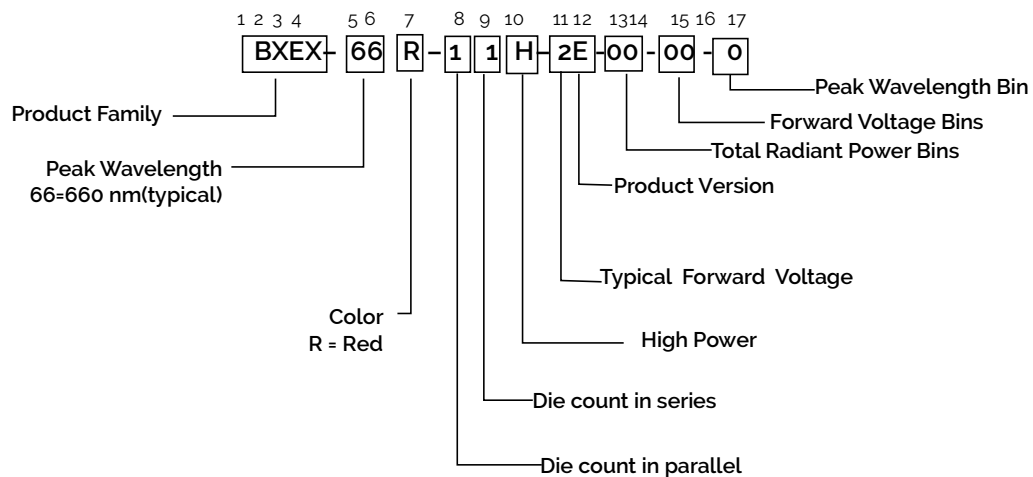 1 2 3 4 5 6 7 8 9 10 11 12 1314 15 16 17
BXEX- 66 R - 1 1 H - 2E - 00 - 00 - 0
Peak Wavelength Bin
Product Family
Forward Voltage Bins
Total Radiant Power Bins
Peak Wavelength
66=660 nm(typical)
Product Version
Typical Forward Voltage
Color
R = Red
High Power
Die count in series
Die count in parallel